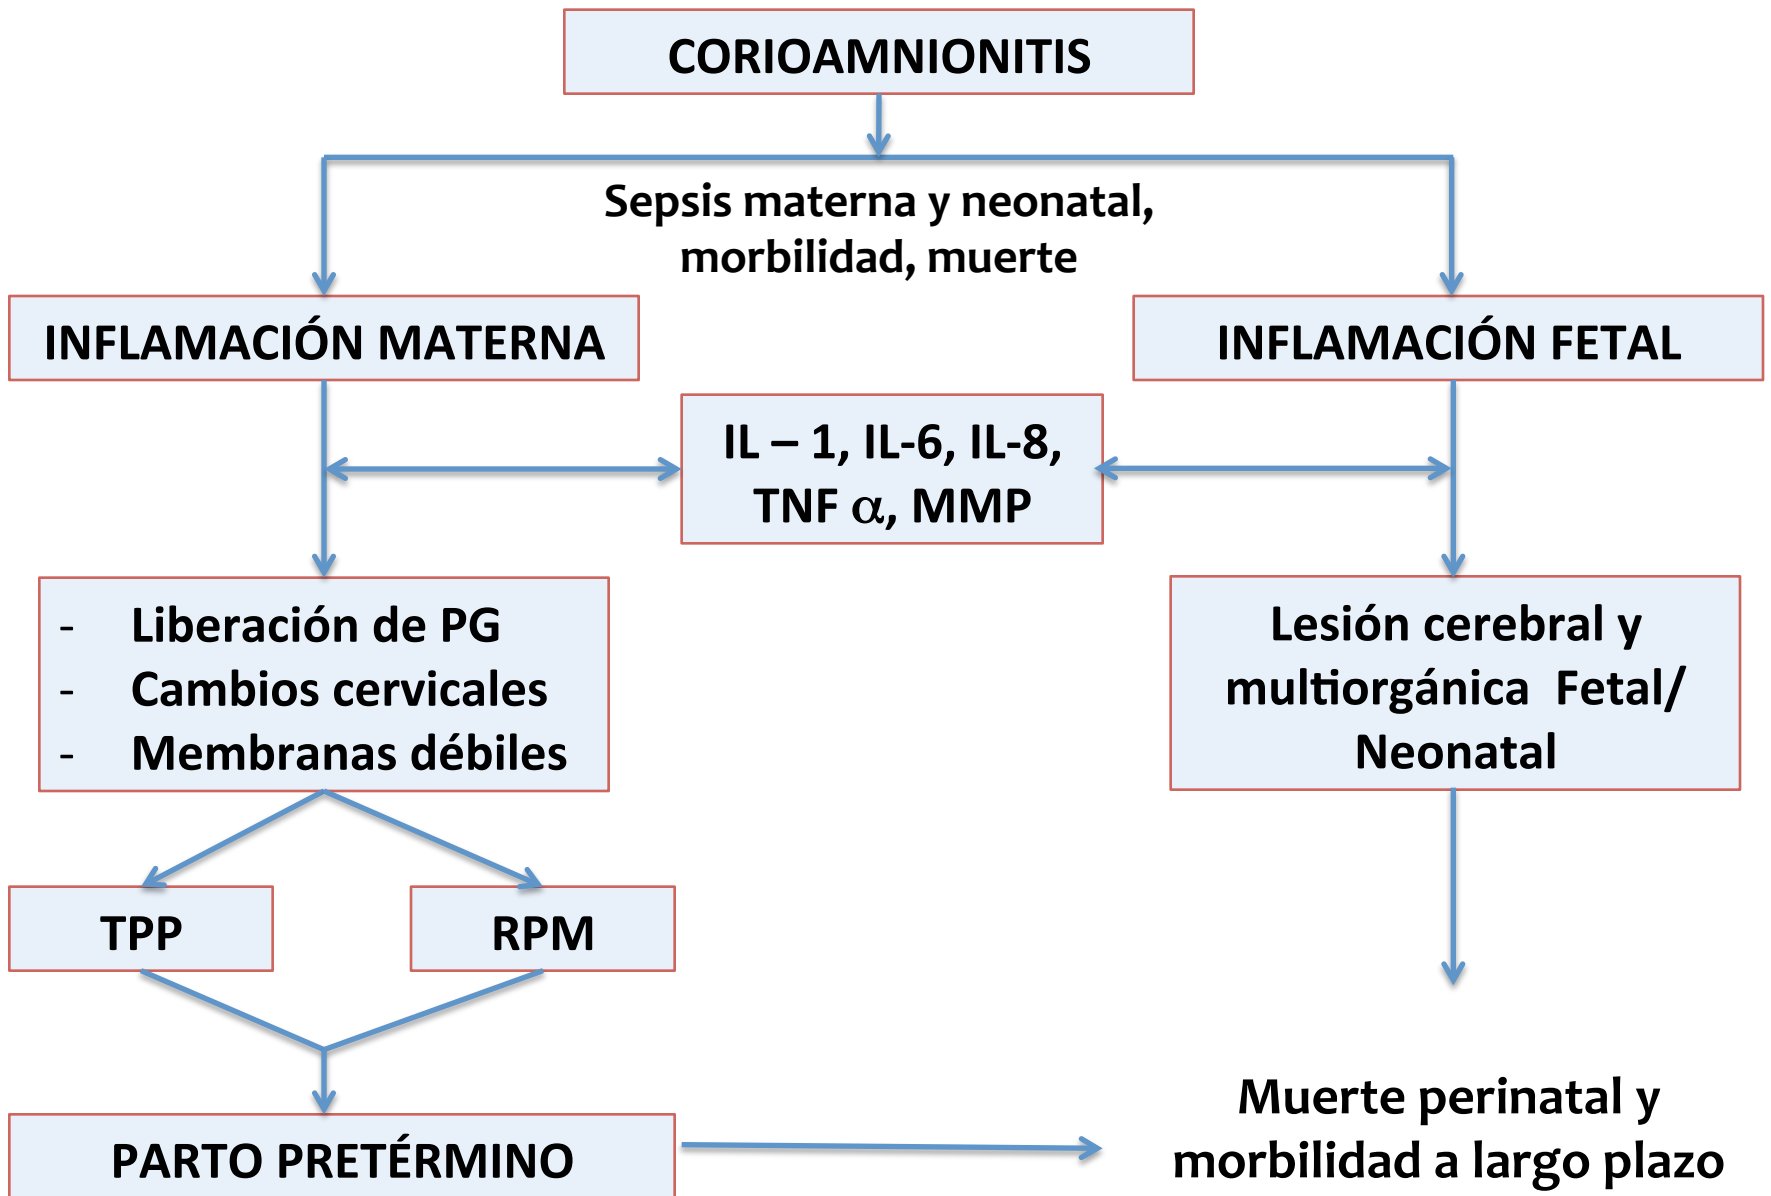 CORIOAMNIONITIS
Sepsis materna y neonatal,
morbilidad, muerte
INFLAMACIÓN MATERNA
INFLAMACIÓN FETAL
IL – 1, IL-6, IL-8,
TNF α, MMP
- Liberación de PG
- Cambios cervicales
- Membranas débiles
Lesión cerebral y
multiorgánica Fetal/
Neonatal
TPP
RPM
PARTO PRETÉRMINO
Muerte perinatal y
morbilidad a largo plazo